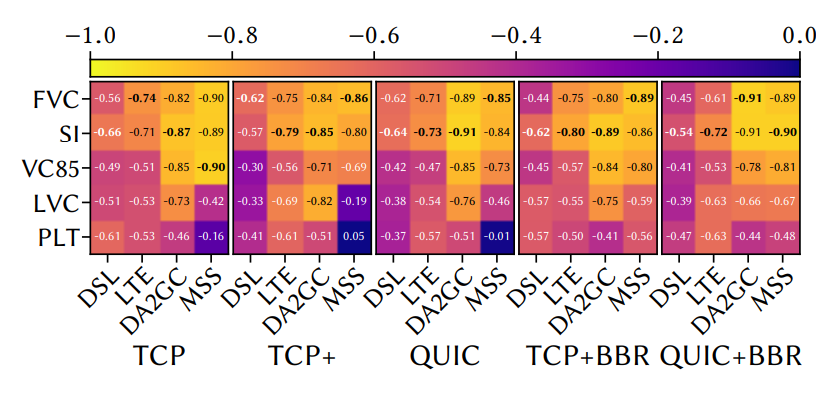 −1.0 −0.8 −0.6 −0.4 −0.2 0.0
FVC -0.56 -0.74 -0.82 -0.90 -0.62 -0.75 -0.84 -0.86 -0.62 -0.71 -0.89 -0.85 -0.44 -0.75 -0.80 -0.89 -0.45 -0.61 -0.91 -0.89
SI -0.66 -0.71 -0.87 -0.89 -0.57 -0.79 -0.85 -0.80 -0.64 -0.73 -0.91 -0.84 -0.62 -0.80 -0.89 -0.86 -0.54 -0.72 -0.91 -0.90
VC85 -0.49 -0.51 -0.85 -0.90 -0.30 -0.56 -0.71 -0.69 -0.42 -0.47 -0.85 -0.73 -0.45 -0.57 -0.84 -0.80 -0.41 -0.53 -0.78 -0.81
LVC -0.51 -0.53 -0.73 -0.42 -0.33 -0.69 -0.82 -0.19 -0.38 -0.54 -0.76 -0.46 -0.57 -0.55 -0.75 -0.59 -0.39 -0.63 -0.66 -0.67
PLT -0.61 -0.53 -0.46 -0.16 -0.41 -0.61 -0.51 0.05 -0.37 -0.57 -0.51 -0.01 -0.57 -0.50 -0.41 -0.56 -0.47 -0.63 -0.44 -0.48
DSL LTE DA2GC MSS DSL LTE DA2GC MSS DSL LTE DA2GC MSS DSL LTE DA2GC MSS DSL LTE DA2GC MSS
TCP TCP+ QUIC TCP+BBR QUIC+BBR